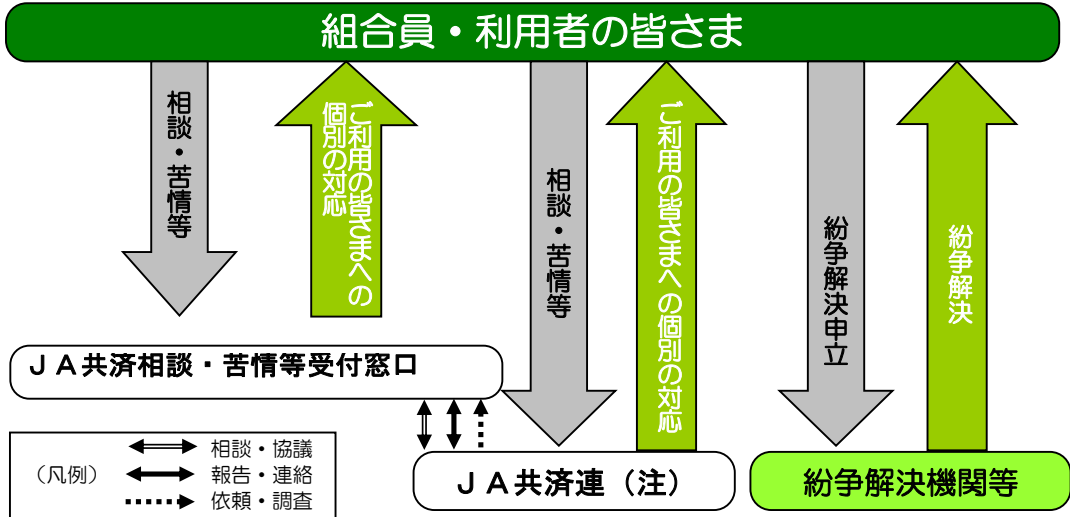 組合員・利用者の皆さま
相談・苦情等
ご利用の皆さまへの
個別の対応
相談・苦情等
ご利用の皆さまへの個別の対応
紛争解決申立
紛争解決
ＪＡ共済相談・苦情等受付窓口
ＪＡ共済連（注）
紛争解決機関等
（凡例）
相談・協議
報告・連絡
依頼・調査